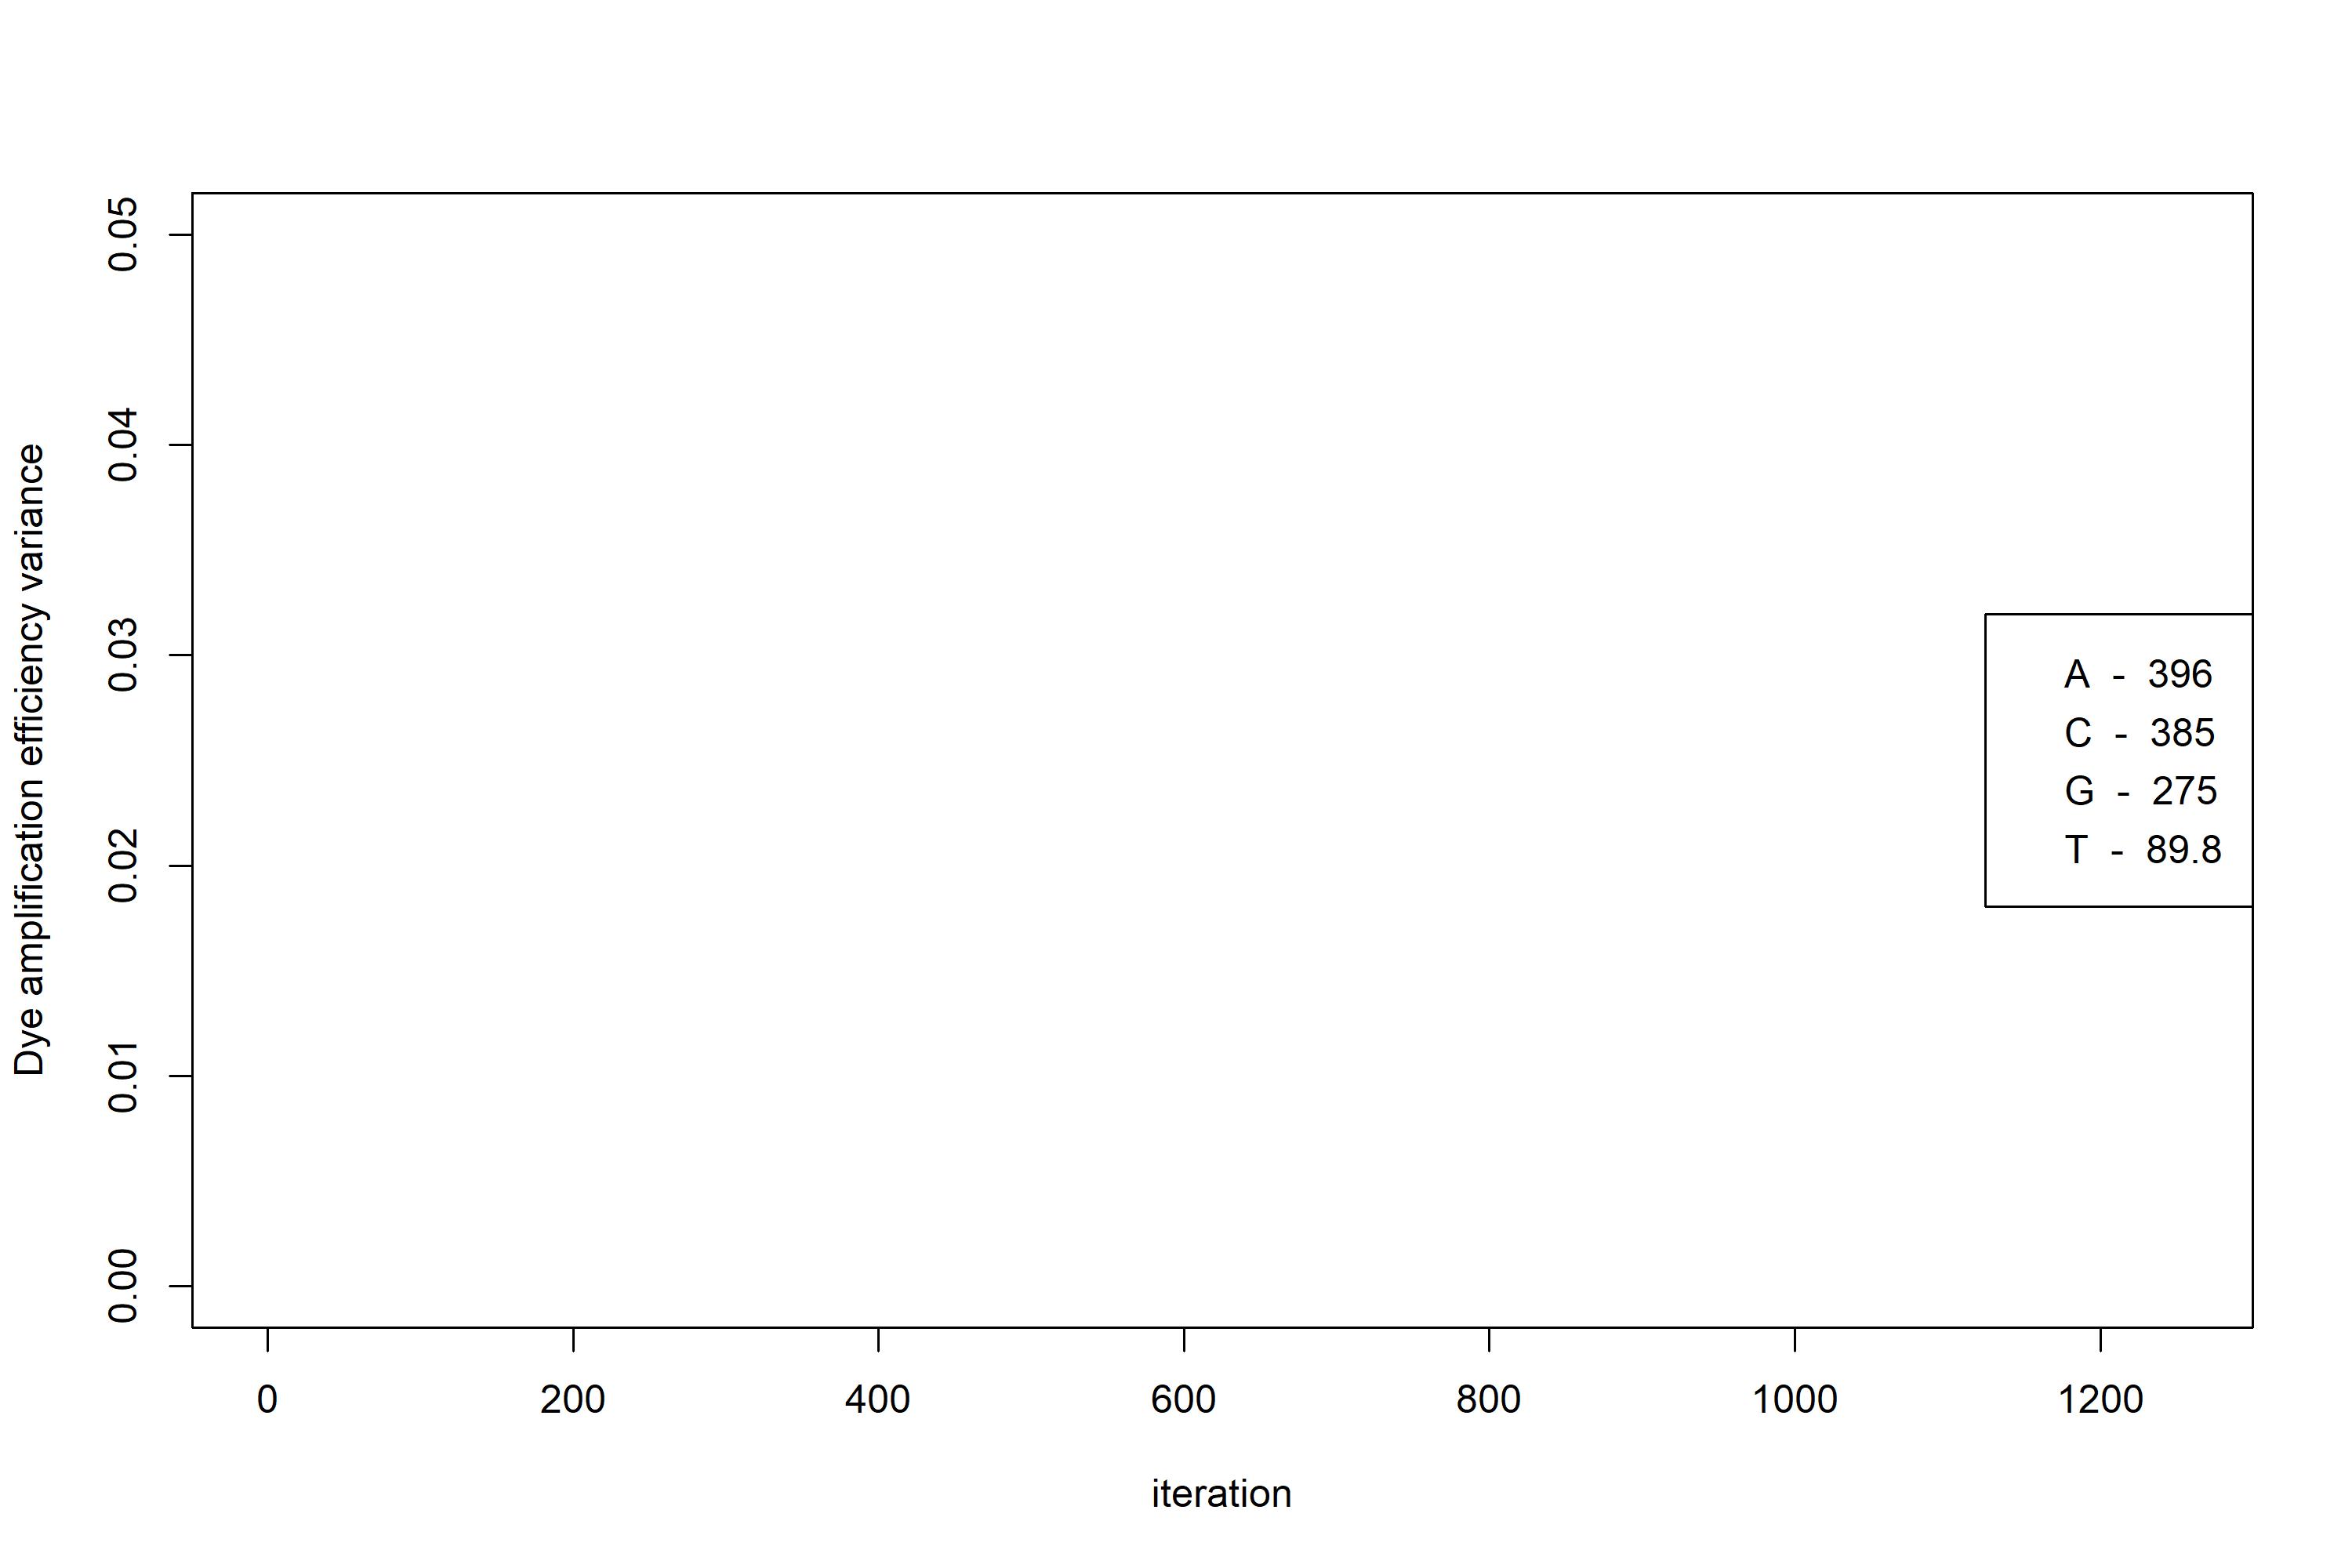 Dye amplification efficiency variance
0.05
0.04
0.03
0.02
0.01
0.00
A - 396
C - 385
G - 275
T - 89.8
0 200 400 600 800 1000 1200
iteration